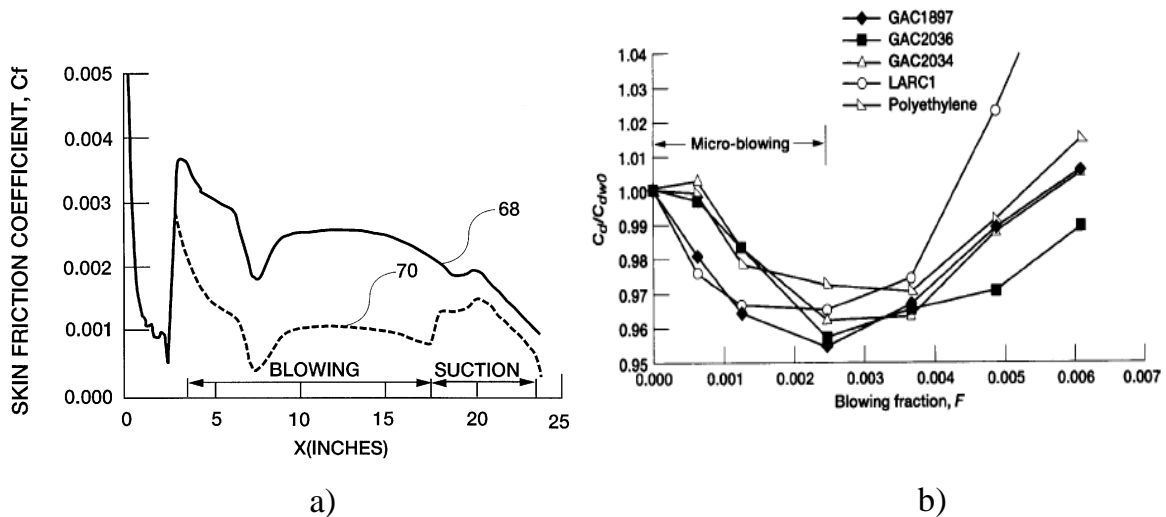 SKIN FRICTION COEFFICIENT, Cf
0.005
0.004
0.003
0.002
0.001
0.000
68
70
BLOWING
SUCTION
0
5
10
15
20
25
X(INCHES)
a)
GAC1897
GAC2036
GAC2034
LARC1
Polyethylene
Cd/Cdw0
1.04
1.03
1.02
1.01
1.00
0.99
0.98
0.97
0.96
0.95
Micro-blowing
0.000
0.001
0.002
0.003
0.004
0.005
0.006
0.007
Blowing fraction, F
b)